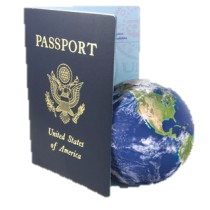 PASSPORT
United States
of America